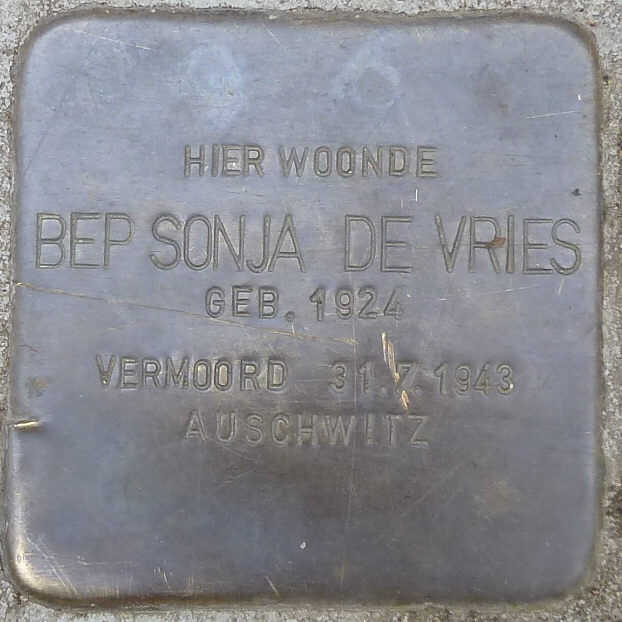 HIER WOONDE
BEP SONJA DE VRIES
GEB. 1924
VERMOORD 31.7.1943
AUSCHWITZ